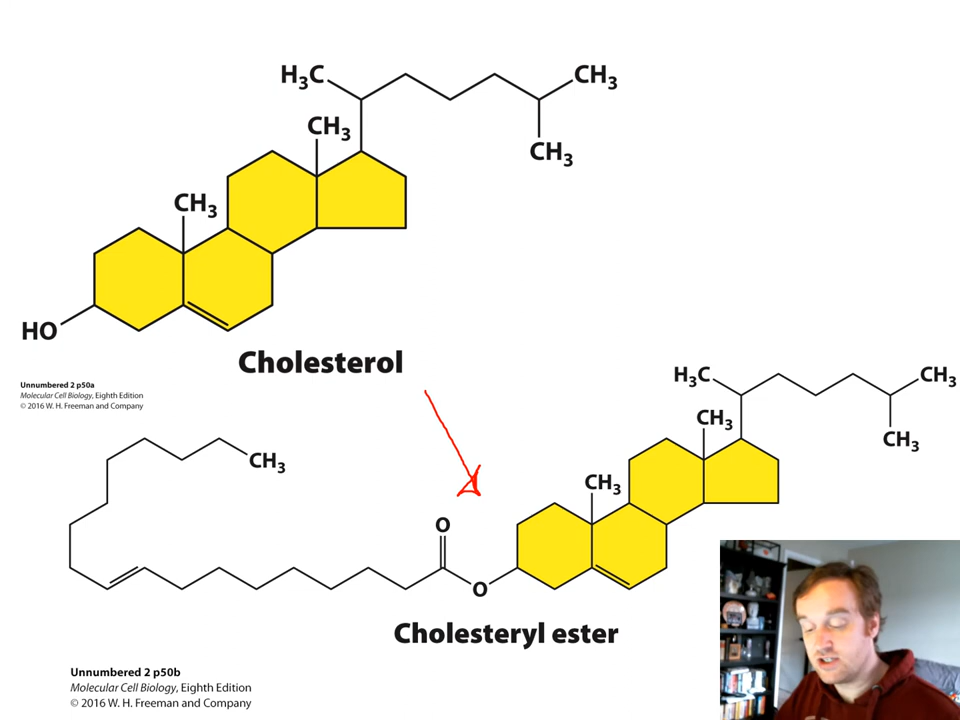 H₃C
CH₃
CH₃
CH₃
CH₃
HO
Cholesterol
Unnumbered 2 p50a
Molecular Cell Biology, Eighth Edition
© 2016 W. H. Freeman and Company
H₃C
CH₃
CH₃
CH₃
CH₃
CH₃
O
O
Cholesteryl ester
Unnumbered 2 p50b
Molecular Cell Biology, Eighth Edition
© 2016 W. H. Freeman and Company